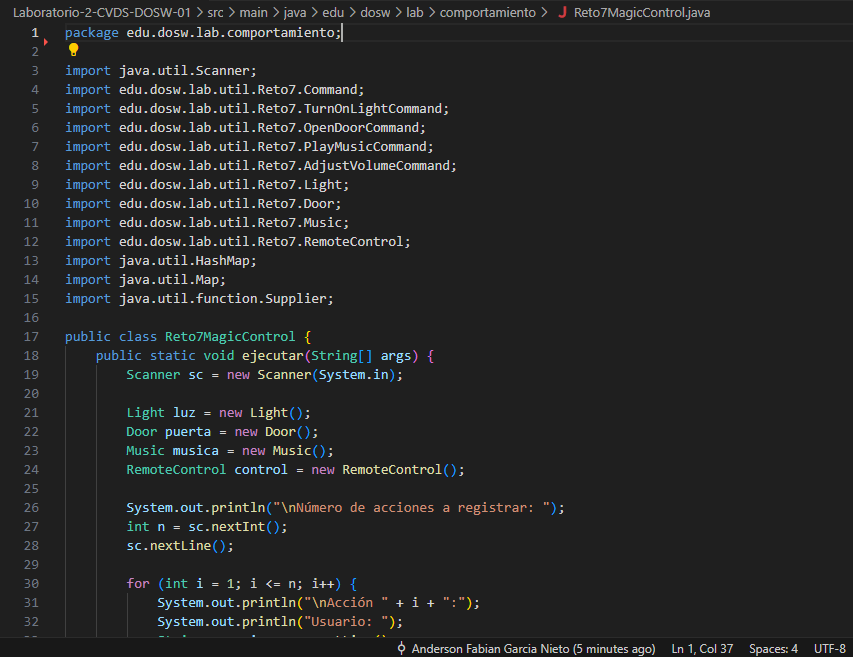 Laboratorio-2-CVDS-DOSW-01 > src > main > java > edu > dosw > lab > comportamiento > J Reto7MagicControl.java
1 package edu.dosw.lab.comportamiento;
2
3 import java.util.Scanner;
4 import edu.dosw.lab.util.Reto7.Command;
5 import edu.dosw.lab.util.Reto7.TurnOnLightCommand;
6 import edu.dosw.lab.util.Reto7.OpenDoorCommand;
7 import edu.dosw.lab.util.Reto7.PlayMusicCommand;
8 import edu.dosw.lab.util.Reto7.AdjustVolumeCommand;
9 import edu.dosw.lab.util.Reto7.Light;
10 import edu.dosw.lab.util.Reto7.Door;
11 import edu.dosw.lab.util.Reto7.Music;
12 import edu.dosw.lab.util.Reto7.RemoteControl;
13 import java.util.HashMap;
14 import java.util.Map;
15 import java.util.function.Supplier;
16
17 public class Reto7MagicControl {
18 public static void ejecutar(String[] args) {
19 Scanner sc = new Scanner(System.in);
20
21 Light luz = new Light();
22 Door puerta = new Door();
23 Music musica = new Music();
24 RemoteControl control = new RemoteControl();
25
26 System.out.println("\nNúmero de acciones a registrar: ");
27 int n = sc.nextInt();
28 sc.nextLine();
29
30 for (int i = 1; i <= n; i++) {
31 System.out.println("\nAcción " + i + ":");
32 System.out.println("Usuario: ");
Anderson Fabian Garcia Nieto (5 minutes ago) Ln 1, Col 37 Spaces: 4 UTF-8